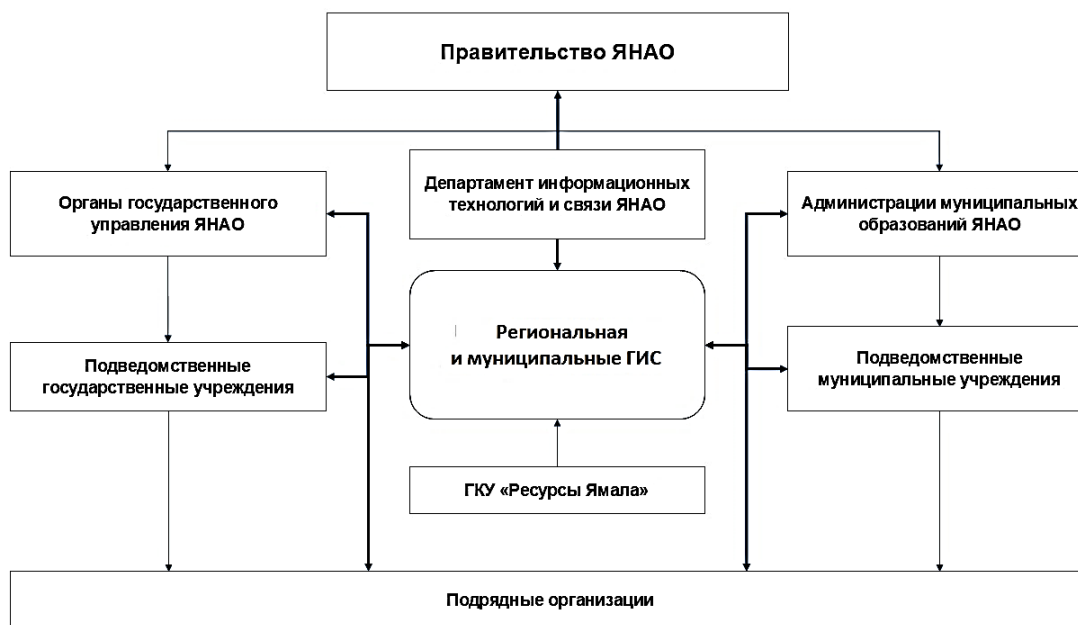 Правительство ЯНАО
Департамент информационных
технологий и связи ЯНАО
Органы государственного
управления ЯНАО
Администрации муниципальных
образований ЯНАО
Региональная
и муниципальные ГИС
Подведомственные
государственные учреждения
Подведомственные
муниципальные учреждения
ГКУ «Ресурсы Ямала»
Подрядные организации